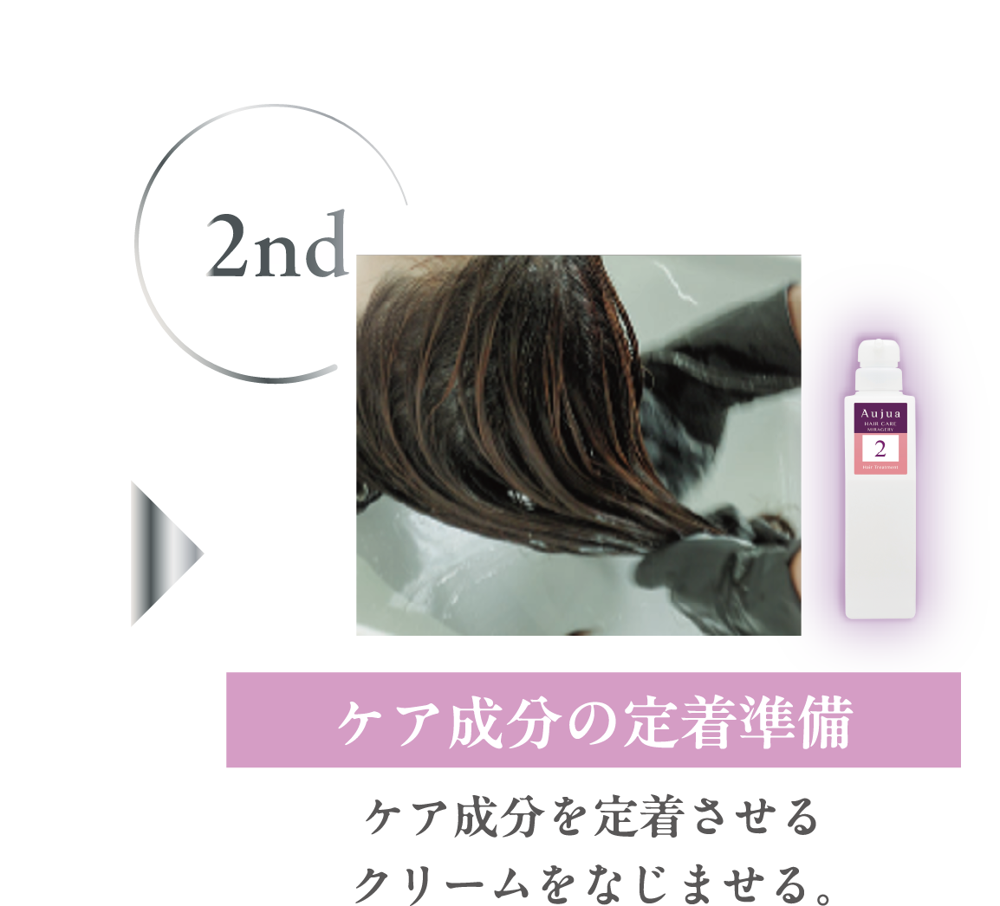 2nd
Aujua
HAIR CARE
MIRAGERY
2
Hair Treatment
ケア成分の定着準備
ケア成分を定着させる
クリームをなじませる。